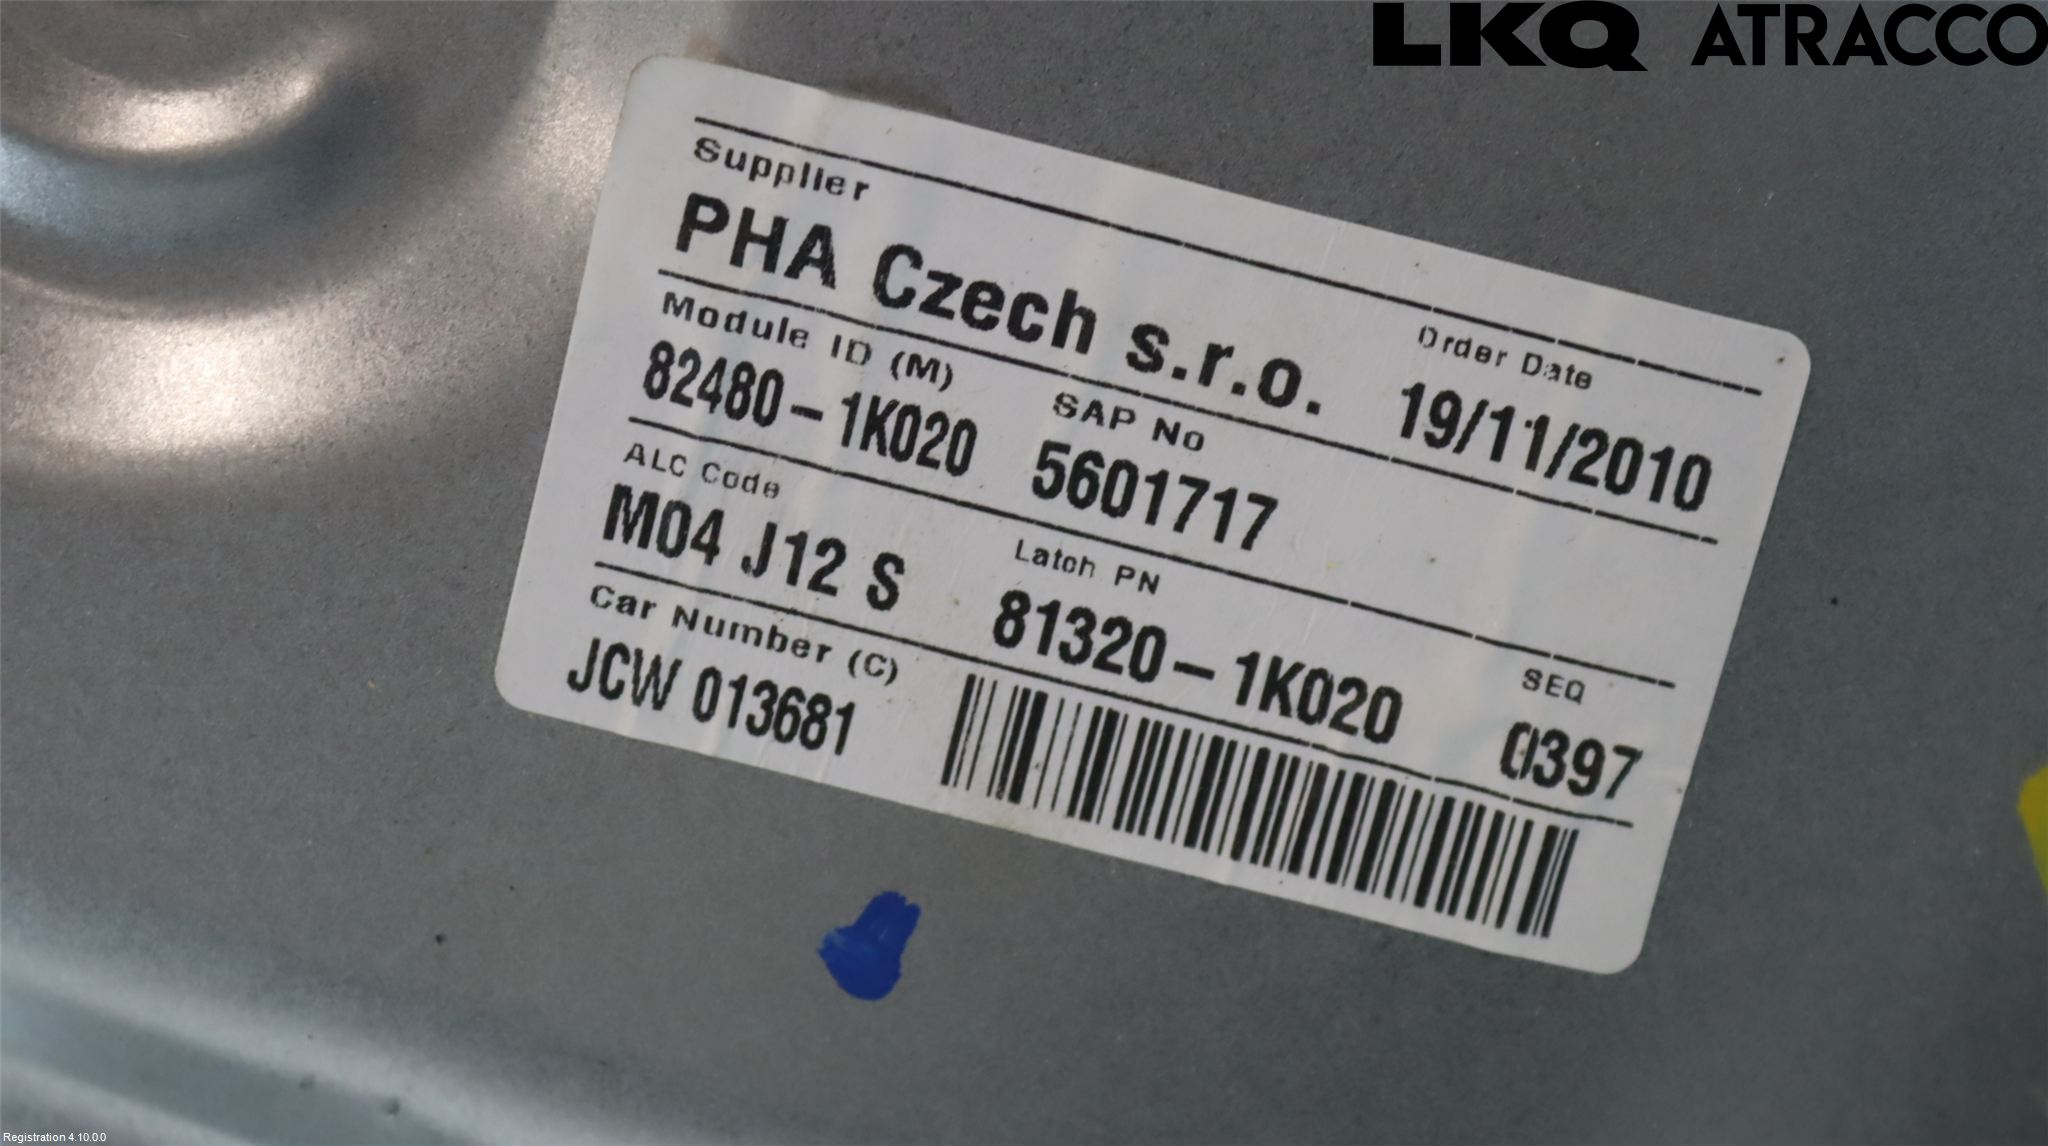 LKQ ATRACCO
Supplier
PHA Czech s.r.o.
Order Date
19/11/2010
Module ID (M)
82480-1K020
SAP No
5601717
ALC Code
M04 J12 S
Latch PN
81320-1K020
SEQ
0397
Car Number (C)
JCW 013681
Registration 4.10.0.0